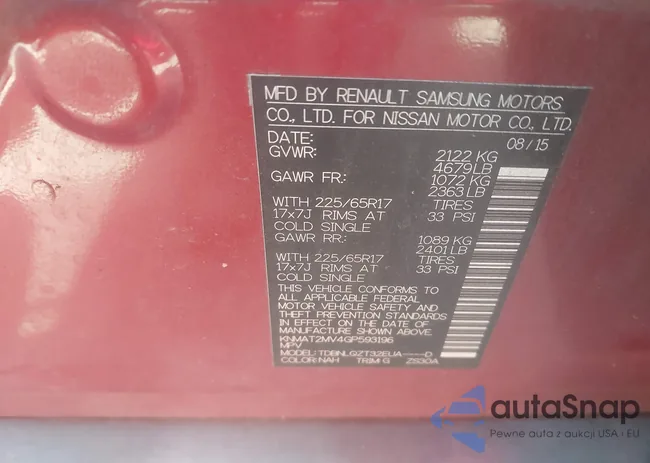 MFD BY RENAULT SAMSUNG MOTORS
CO., LTD. FOR NISSAN MOTOR CO., LTD.
DATE: 08/15
GVWR: 2122 KG
4679 LB
GAWR FR.: 1072 KG
2363 LB
WITH 225/65R17 TIRES
17x7J RIMS AT 33 PSI
COLD SINGLE
GAWR RR.: 1089 KG
2401 LB
WITH 225/65R17 TIRES
17x7J RIMS AT 33 PSI
COLD SINGLE
THIS VEHICLE CONFORMS TO
ALL APPLICABLE FEDERAL
MOTOR VEHICLE SAFETY AND
THEFT PREVENTION STANDARDS
IN EFFECT ON THE DATE OF
MANUFACTURE SHOWN ABOVE.
KNMAT2MV4GP593196
MPV
MODEL: TDBNLGZT32EUA----D
COLOR:NAH TRIM:G ZS30A
autaSnap
Pewne auta z aukcji USA i EU